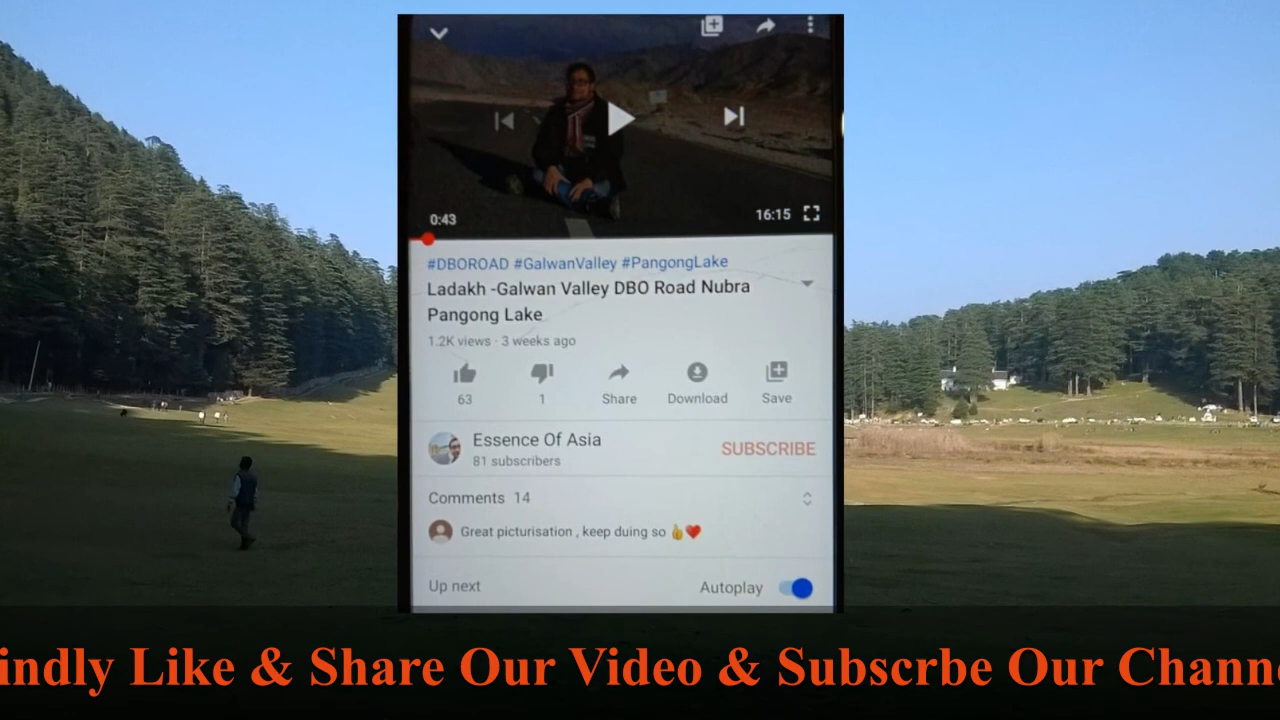 0:43
16:15
#DBOROAD #GalwanValley #PangongLake
Ladakh -Galwan Valley DBO Road Nubra
Pangong Lake
1.2K views · 3 weeks ago
63
1
Share
Download
Save
Essence Of Asia
81 subscribers
SUBSCRIBE
Comments 14
Great picturisation , keep duing so 👍❤️
Up next
Autoplay
indly Like & Share Our Video & Subscrbe Our Chann